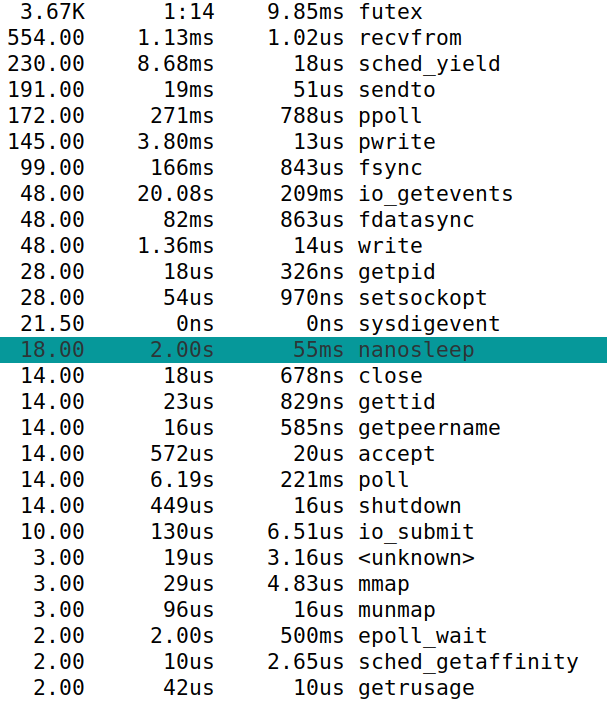 3.67K 1:14 9.85ms futex
554.00 1.13ms 1.02us recvfrom
230.00 8.68ms 18us sched_yield
191.00 19ms 51us sendto
172.00 271ms 788us ppoll
145.00 3.80ms 13us pwrite
99.00 166ms 843us fsync
48.00 20.08s 209ms io_getevents
48.00 82ms 863us fdatasync
48.00 1.36ms 14us write
28.00 18us 326ns getpid
28.00 54us 970ns setsockopt
21.50 0ns 0ns sysdigevent
18.00 2.00s 55ms nanosleep
14.00 18us 678ns close
14.00 23us 829ns gettid
14.00 16us 585ns getpeername
14.00 572us 20us accept
14.00 6.19s 221ms poll
14.00 449us 16us shutdown
10.00 130us 6.51us io_submit
3.00 19us 3.16us <unknown>
3.00 29us 4.83us mmap
3.00 96us 16us munmap
2.00 2.00s 500ms epoll_wait
2.00 10us 2.65us sched_getaffinity
2.00 42us 10us getrusage